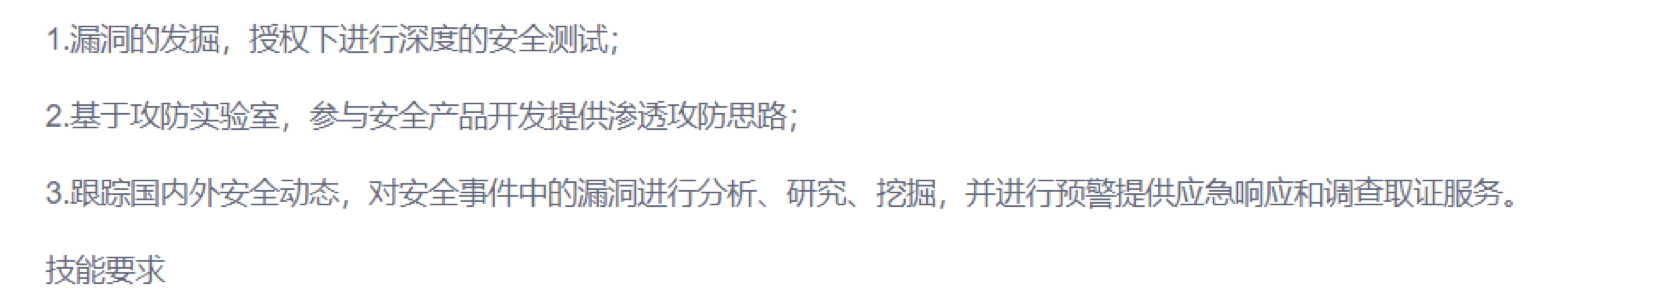 1.漏洞的发掘，授权下进行深度的安全测试；
2.基于攻防实验室，参与安全产品开发提供渗透攻防思路；
3.跟踪国内外安全动态，对安全事件中的漏洞进行分析、研究、挖掘，并进行预警提供应急响应和调查取证服务。
技能要求